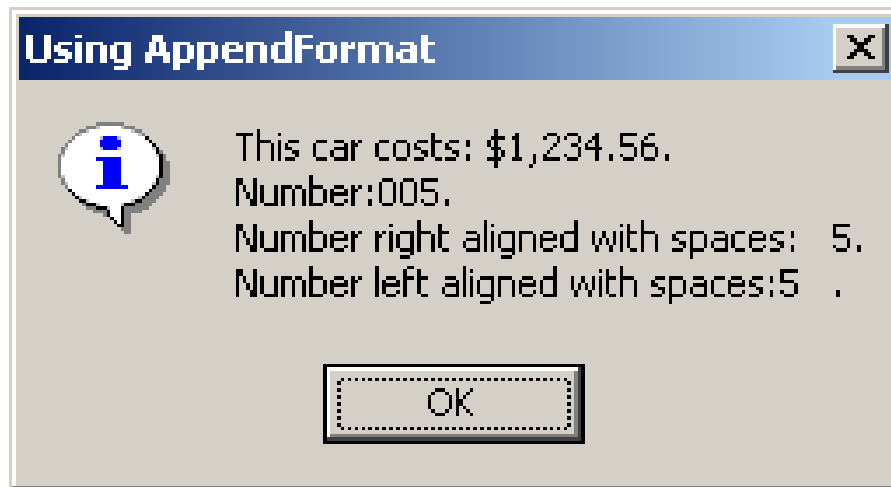 Using AppendFormat
This car costs: $1,234.56.
Number:005.
Number right aligned with spaces:   5.
Number left aligned with spaces:5   .
OK